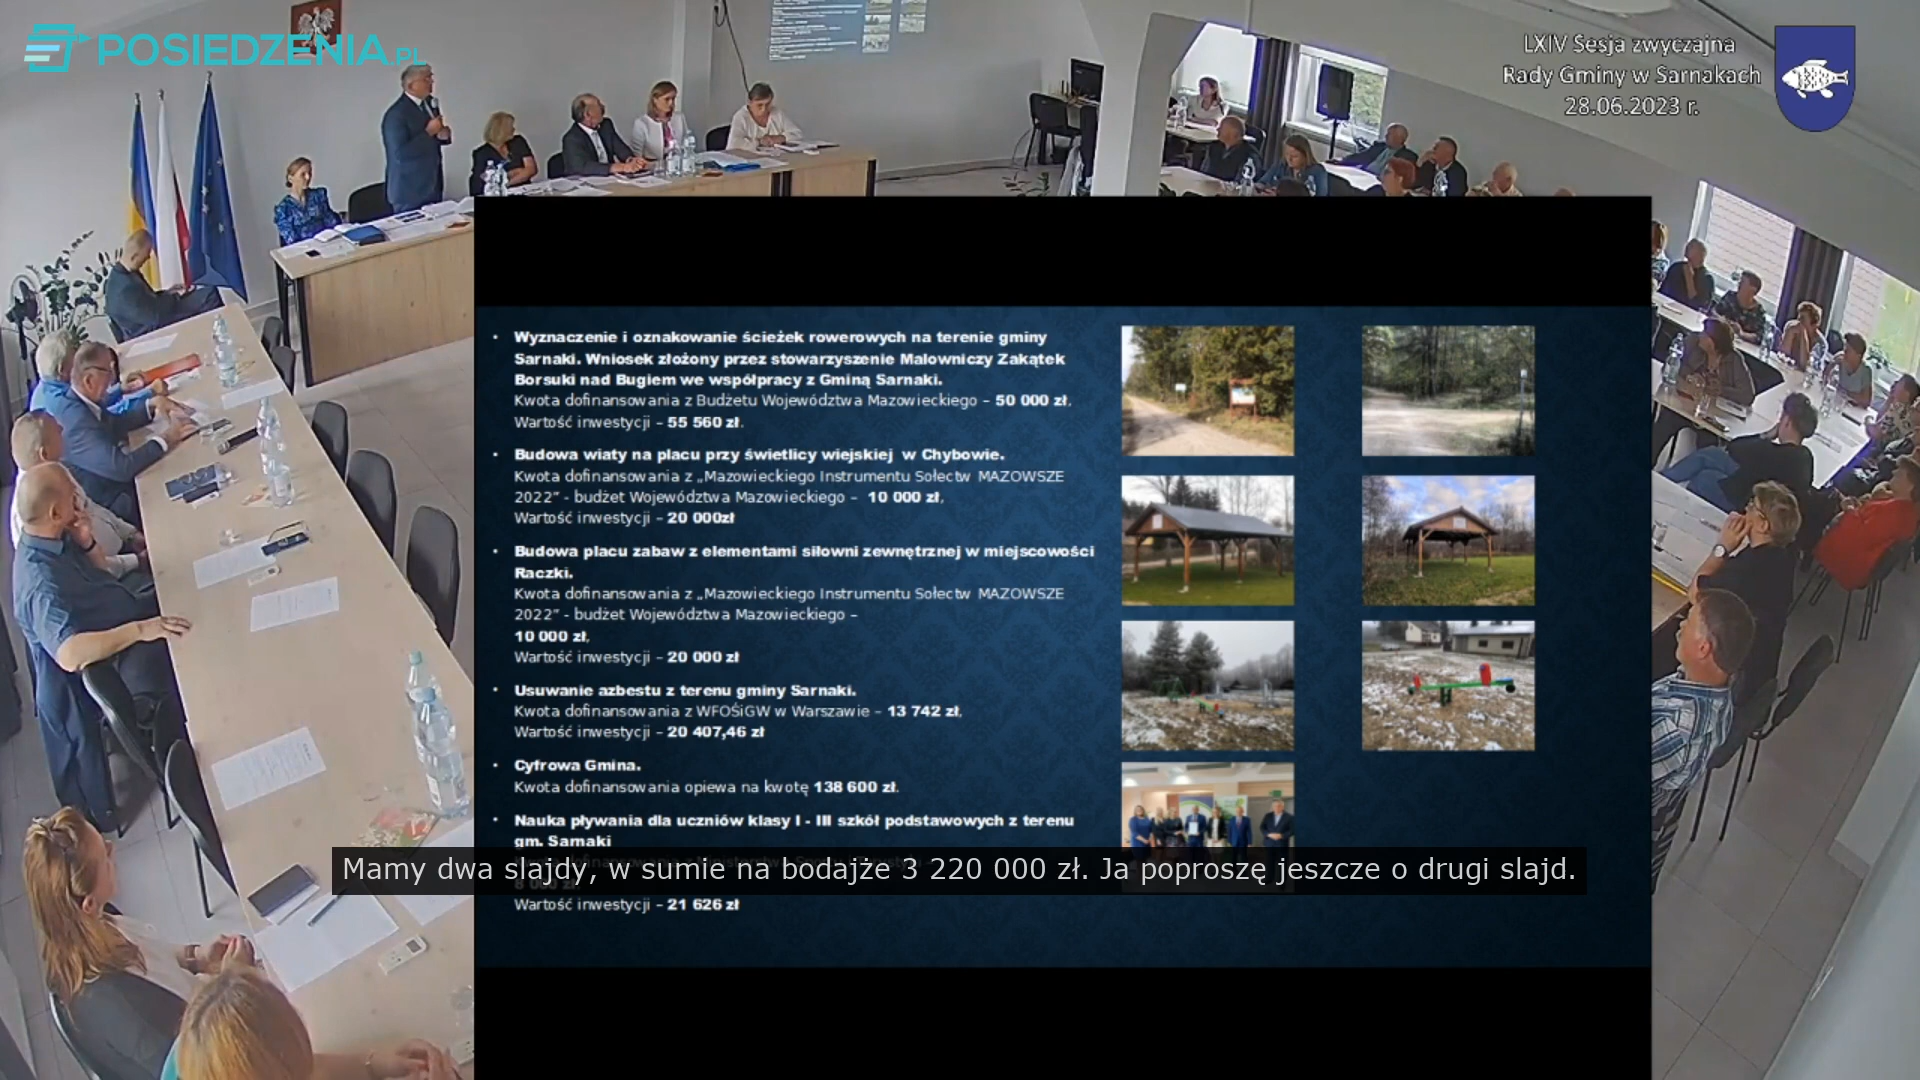 POSIEDZENIA.PL
LXIV Sesja zwyczajna
Rady Gminy w Sarnakach
28.06.2023 r.
• Wyznaczenie i oznakowanie ścieżek rowerowych na terenie gminy
Sarnaki. Wniosek złożony przez stowarzyszenie Malowniczy Zakątek
Borsuki nad Bugiem we współpracy z Gminą Sarnaki.
Kwota dofinansowania z Budżetu Województwa Mazowieckiego – 50 000 zł,
Wartość inwestycji – 55 560 zł.
• Budowa wiaty na placu przy świetlicy wiejskiej w Chybowie.
Kwota dofinansowania z „Mazowieckiego Instrumentu Sołectw MAZOWSZE
2022” - budżet Województwa Mazowieckiego – 10 000 zł,
Wartość inwestycji – 20 000zł
• Budowa placu zabaw z elementami siłowni zewnętrznej w miejscowości
Raczki.
Kwota dofinansowania z „Mazowieckiego Instrumentu Sołectw MAZOWSZE
2022” - budżet Województwa Mazowieckiego –
10 000 zł,
Wartość inwestycji – 20 000 zł
• Usuwanie azbestu z terenu gminy Sarnaki.
Kwota dofinansowania z WFOŚiGW w Warszawie – 13 742 zł,
Wartość inwestycji – 20 407,46 zł
• Cyfrowa Gmina.
Kwota dofinansowania opiewa na kwotę 138 600 zł.
• Nauka pływania dla uczniów klasy I - III szkół podstawowych z terenu
gm. Sarnaki
Mamy dwa slajdy, w sumie na bodajże 3 220 000 zł. Ja poproszę jeszcze o drugi slajd.
8 000 zł,
Wartość inwestycji – 21 626 zł